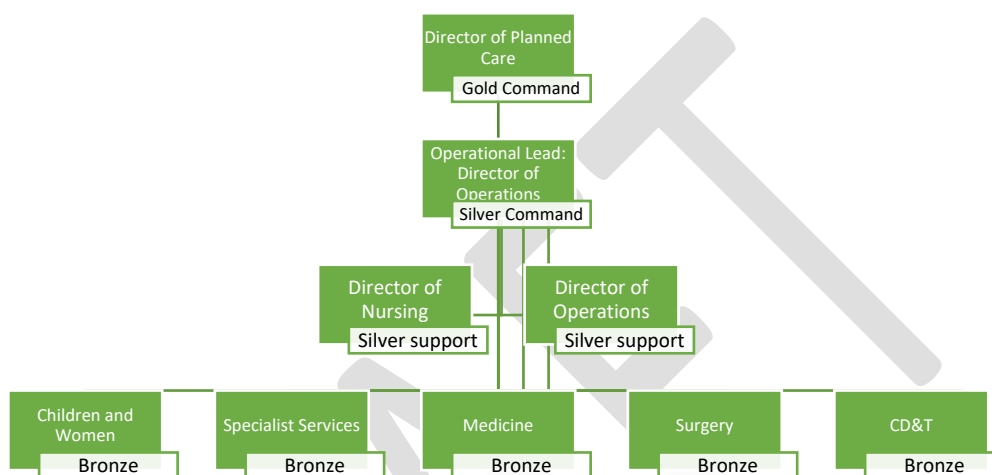 Director of Planned
Care
Gold Command
Operational Lead:
Director of
Operations
Silver Command
Director of
Nursing
Silver support
Director of
Operations
Silver support
Children and
Women
Bronze
Specialist Services
Bronze
Medicine
Bronze
Surgery
Bronze
CD&T
Bronze